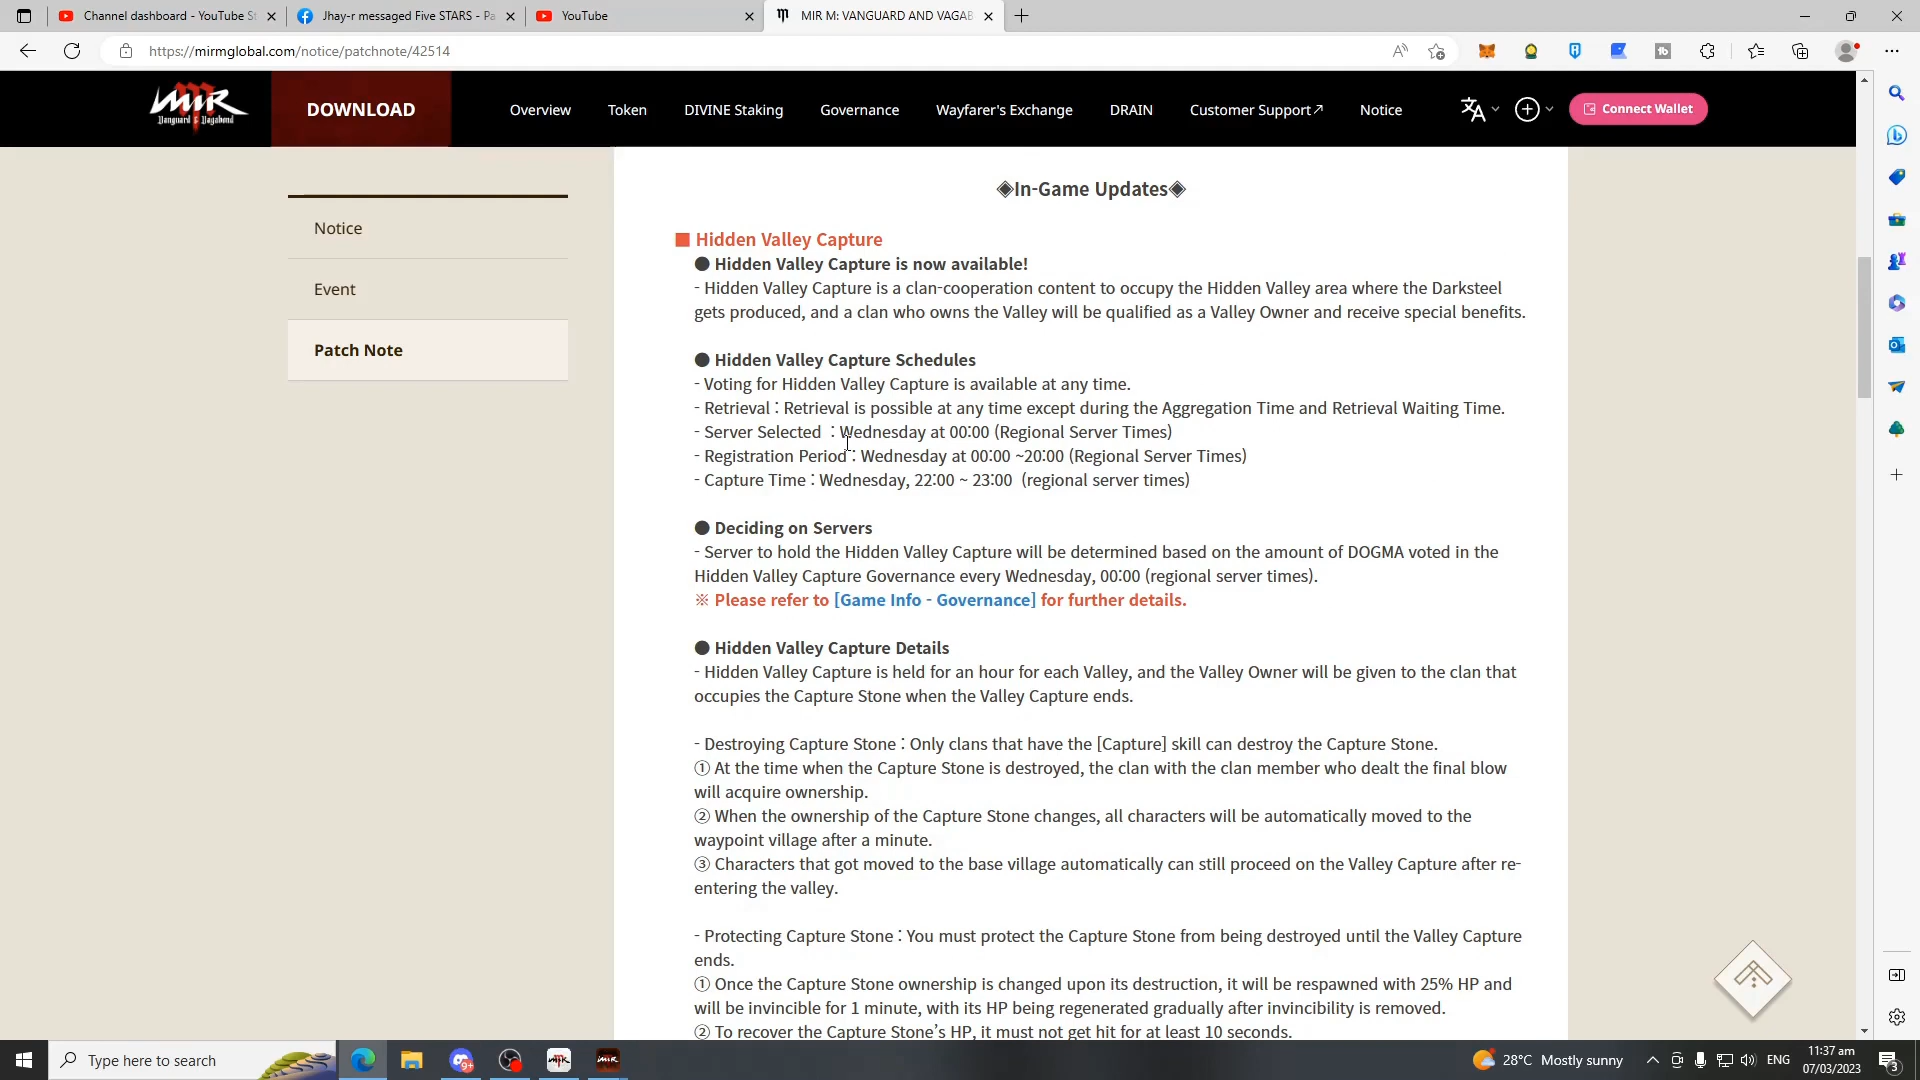 Channel dashboard - YouTube St
Jhay-r messaged Five STARS - Pa
YouTube
MIR M: VANGUARD AND VAGAB
https://mirmglobal.com/notice/patchnote/42514
MIR M
Vanguard & Vagabond
DOWNLOAD
Overview
Token
DIVINE Staking
Governance
Wayfarer's Exchange
DRAIN
Customer Support↗
Notice
Connect Wallet
Notice
Event
Patch Note
◈In-Game Updates◈
■ Hidden Valley Capture
● Hidden Valley Capture is now available!
- Hidden Valley Capture is a clan-cooperation content to occupy the Hidden Valley area where the Darksteel
gets produced, and a clan who owns the Valley will be qualified as a Valley Owner and receive special benefits.
● Hidden Valley Capture Schedules
- Voting for Hidden Valley Capture is available at any time.
- Retrieval : Retrieval is possible at any time except during the Aggregation Time and Retrieval Waiting Time.
- Server Selected : Wednesday at 00:00 (Regional Server Times)
- Registration Period : Wednesday at 00:00 ~20:00 (Regional Server Times)
- Capture Time : Wednesday, 22:00 ~ 23:00 (regional server times)
● Deciding on Servers
- Server to hold the Hidden Valley Capture will be determined based on the amount of DOGMA voted in the
Hidden Valley Capture Governance every Wednesday, 00:00 (regional server times).
※ Please refer to [Game Info - Governance] for further details.
● Hidden Valley Capture Details
- Hidden Valley Capture is held for an hour for each Valley, and the Valley Owner will be given to the clan that
occupies the Capture Stone when the Valley Capture ends.
- Destroying Capture Stone : Only clans that have the [Capture] skill can destroy the Capture Stone.
① At the time when the Capture Stone is destroyed, the clan with the clan member who dealt the final blow
will acquire ownership.
② When the ownership of the Capture Stone changes, all characters will be automatically moved to the
waypoint village after a minute.
③ Characters that got moved to the base village automatically can still proceed on the Valley Capture after re-
entering the valley.
- Protecting Capture Stone : You must protect the Capture Stone from being destroyed until the Valley Capture
ends.
① Once the Capture Stone ownership is changed upon its destruction, it will be respawned with 25% HP and
will be invincible for 1 minute, with its HP being regenerated gradually after invincibility is removed.
② To recover the Capture Stone's HP, it must not get hit for at least 10 seconds.
Type here to search
9+
28°C Mostly sunny
ENG
11:37 am
07/03/2023
3